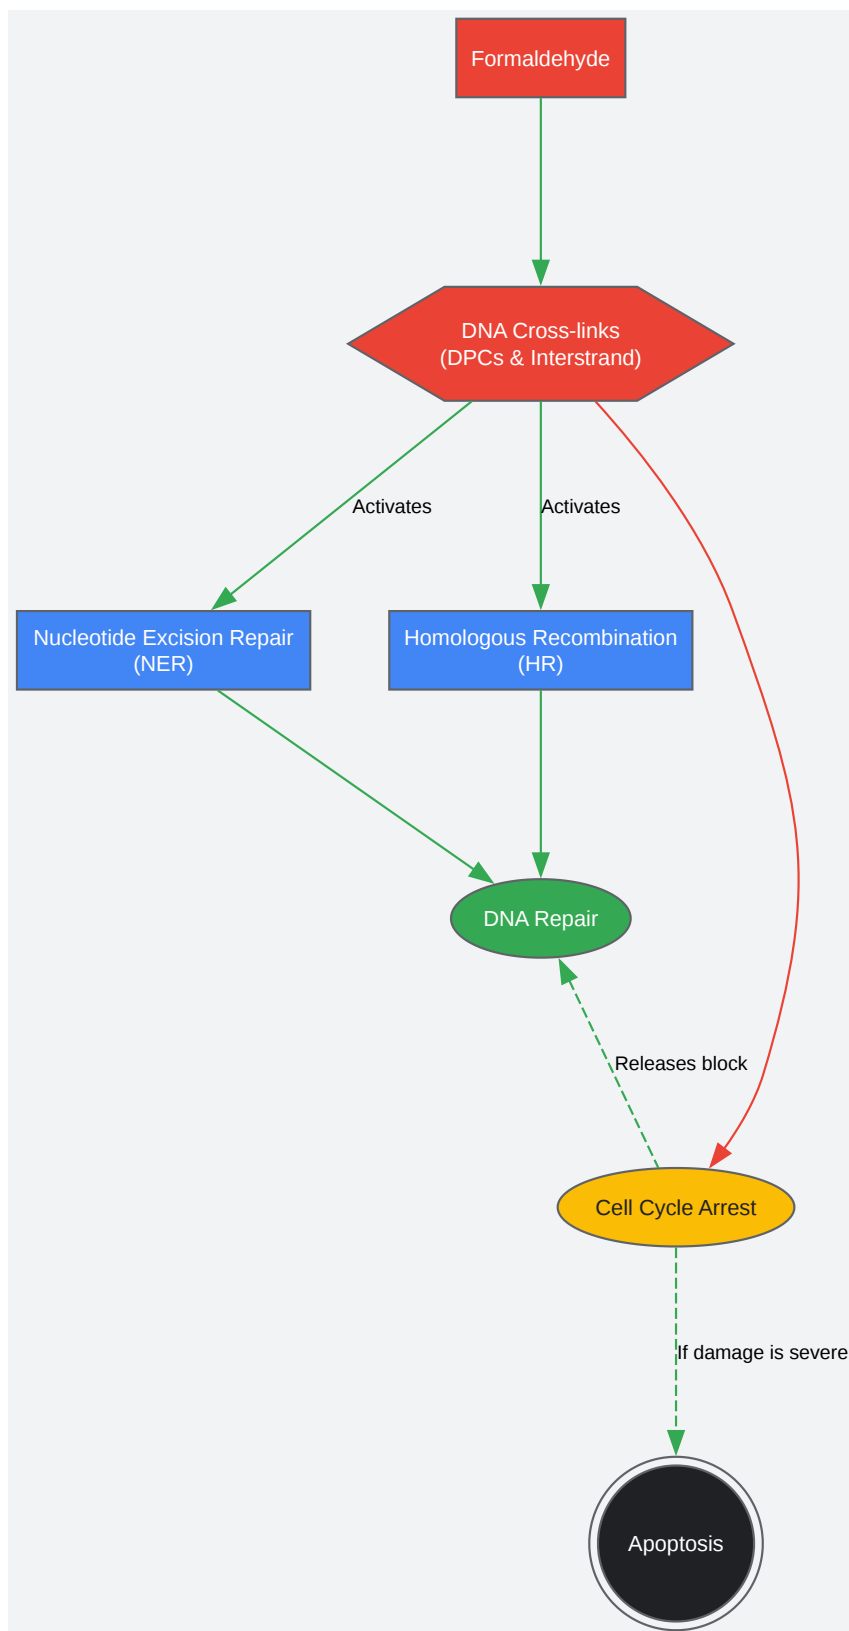 Formaldehyde
DNA Cross-links
(DPCs & Interstrand)
Activates
Activates
Nucleotide Excision Repair
(NER)
Homologous Recombination
(HR)
DNA Repair
Releases block
Cell Cycle Arrest
If damage is severe
Apoptosis